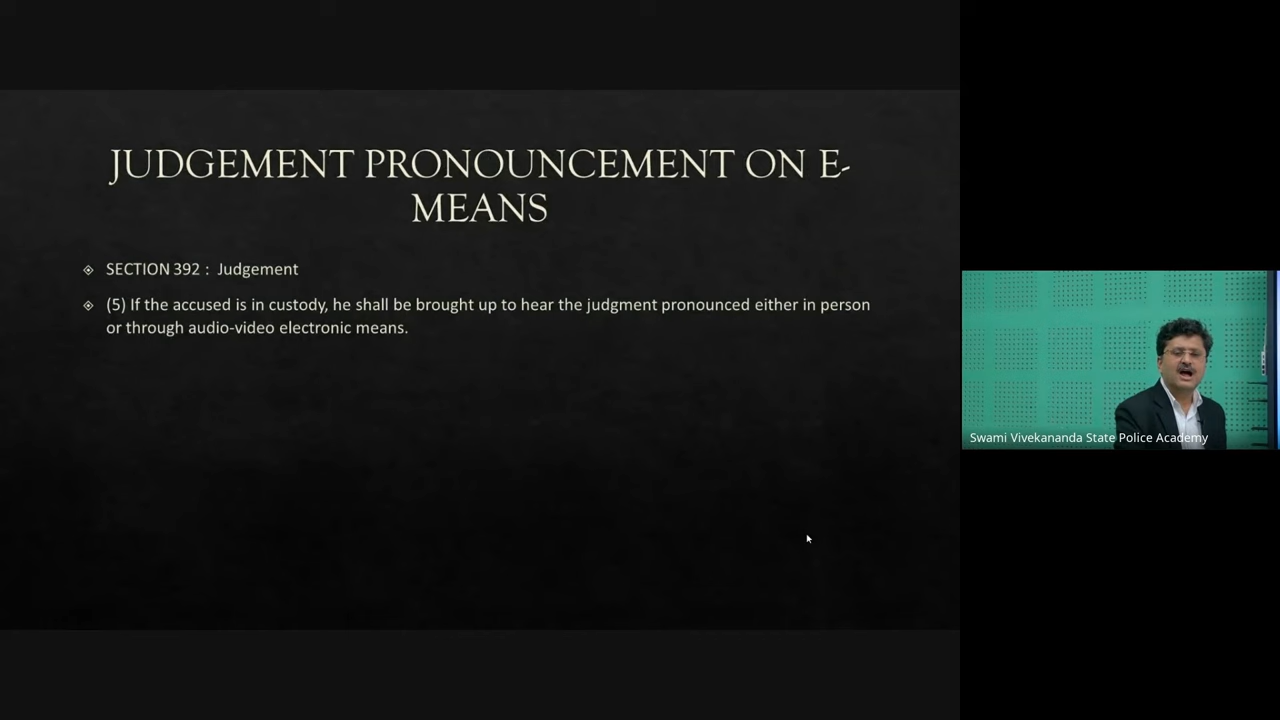 JUDGEMENT PRONOUNCEMENT ON E-
MEANS
SECTION 392 : Judgement
(5) If the accused is in custody, he shall be brought up to hear the judgment pronounced either in person
or through audio-video electronic means.
Swami Vivekananda State Police Academy